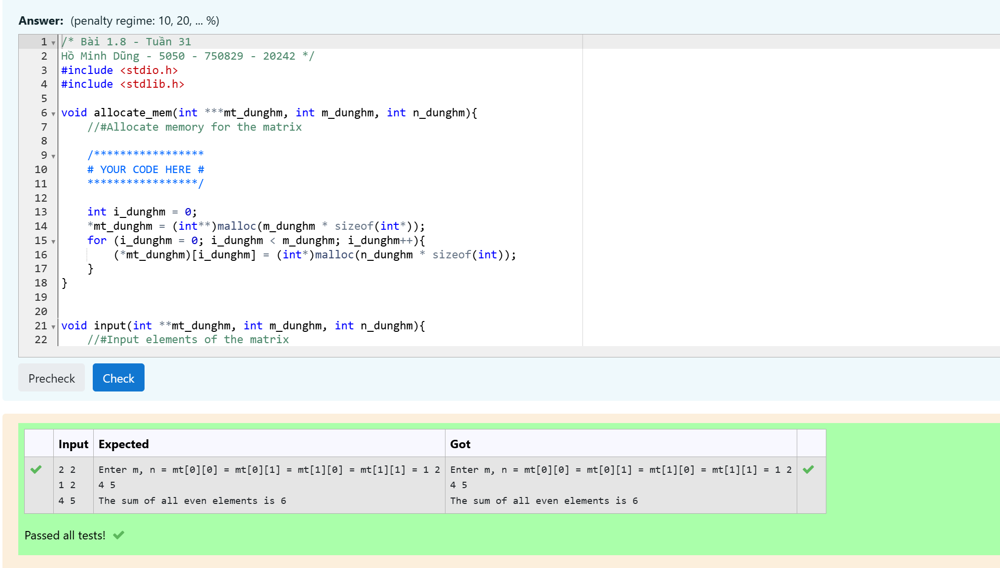 Answer: (penalty regime: 10, 20, ... %)
1 /* Bài 1.8 - Tuần 31
2 Hồ Minh Dũng - 5050 - 750829 - 20242 */
3 #include <stdio.h>
4 #include <stdlib.h>
5
6 void allocate_mem(int ***mt_dunghm, int m_dunghm, int n_dunghm){
7     //#Allocate memory for the matrix
8
9     /*****************
10     # YOUR CODE HERE #
11     *****************/
12
13     int i_dunghm = 0;
14     *mt_dunghm = (int**)malloc(m_dunghm * sizeof(int*));
15     for (i_dunghm = 0; i_dunghm < m_dunghm; i_dunghm++){
16         (*mt_dunghm)[i_dunghm] = (int*)malloc(n_dunghm * sizeof(int));
17     }
18 }
19
20
21 void input(int **mt_dunghm, int m_dunghm, int n_dunghm){
22     //#Input elements of the matrix
Precheck Check
Input Expected Got
2 2 Enter m, n = mt[0][0] = mt[0][1] = mt[1][0] = mt[1][1] = 1 2 Enter m, n = mt[0][0] = mt[0][1] = mt[1][0] = mt[1][1] = 1 2
1 2 4 5 4 5
4 5 The sum of all even elements is 6 The sum of all even elements is 6
Passed all tests!